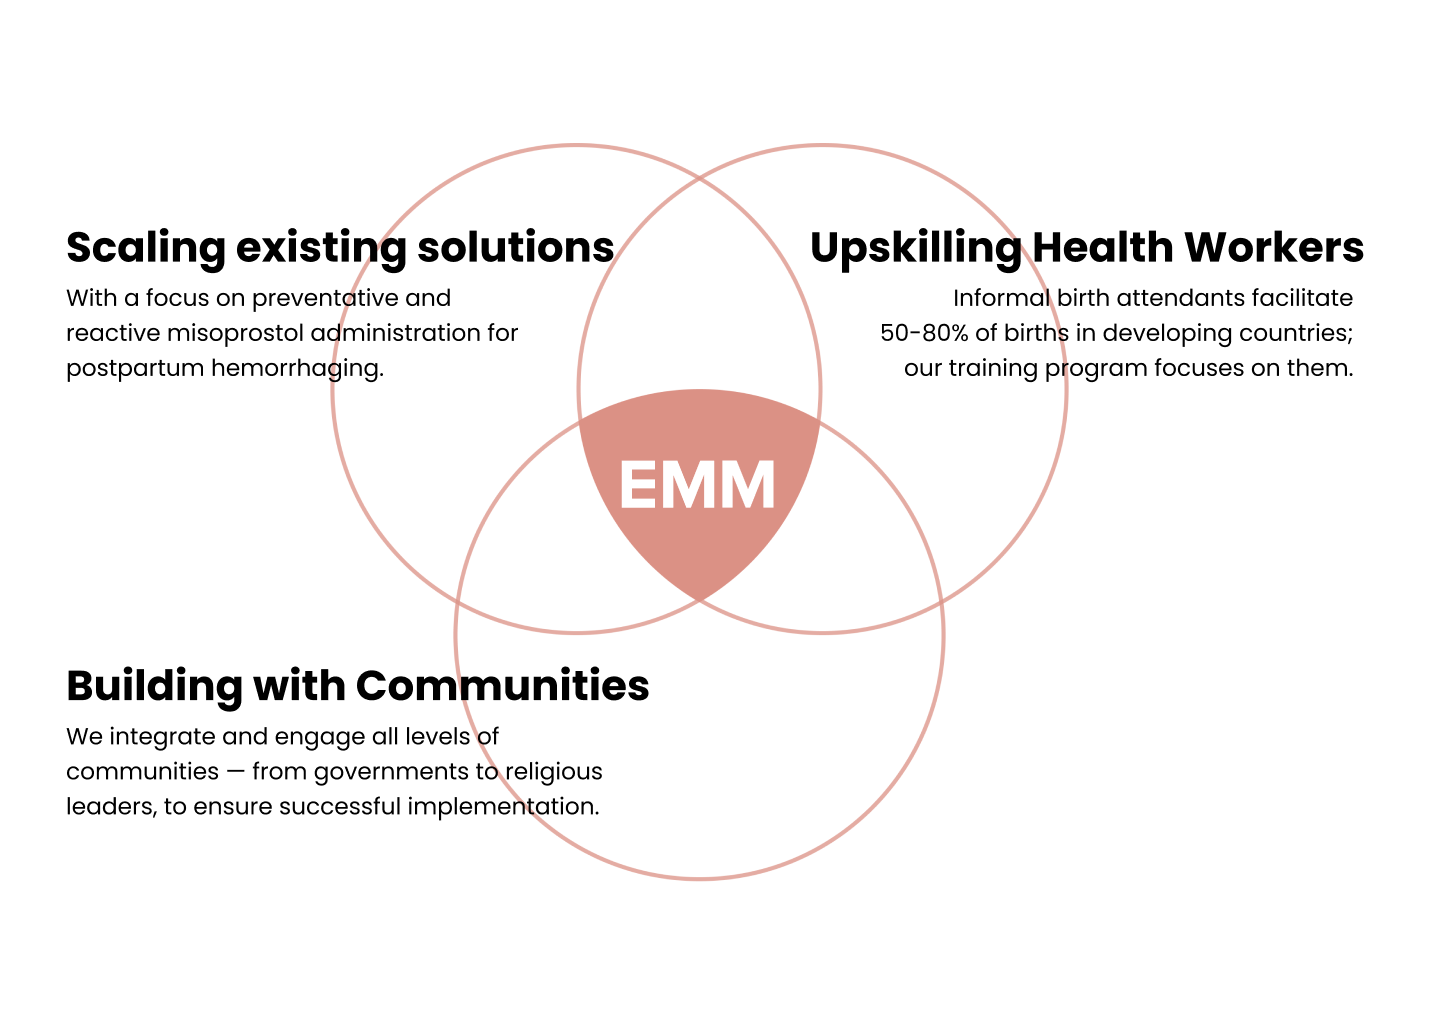 Scaling existing solutions
With a focus on preventative and
reactive misoprostol administration for
postpartum hemorrhaging.
Upskilling Health Workers
Informal birth attendants facilitate
50-80% of births in developing countries;
our training program focuses on them.
EMM
Building with Communities
We integrate and engage all levels of
communities — from governments to religious
leaders, to ensure successful implementation.